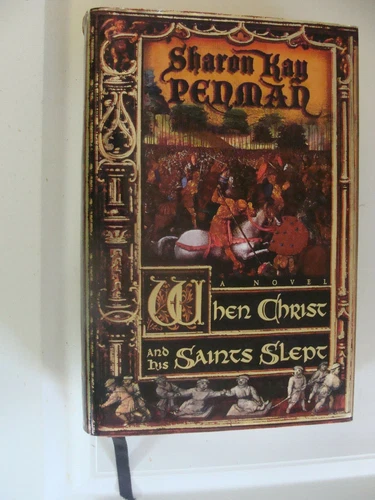 Sharon Kay
PENMAN
A NOVEL
When Christ
and his Saints Slept